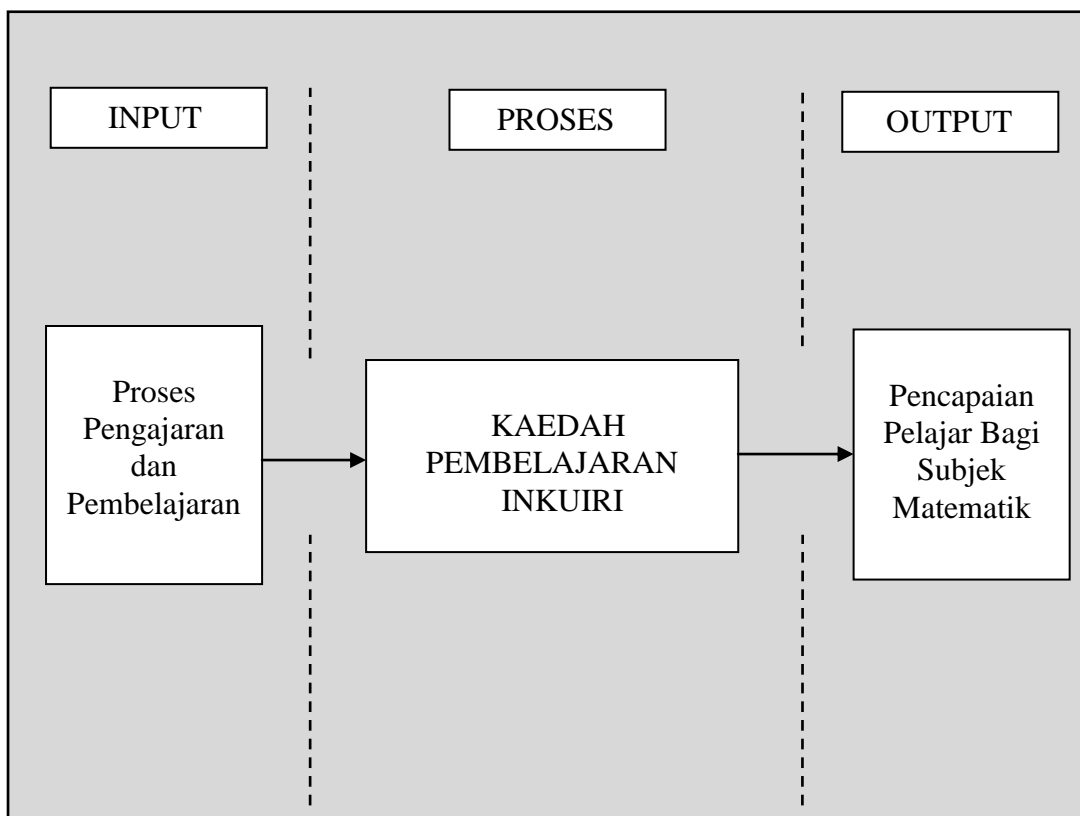 INPUT
PROSES
OUTPUT
Proses
Pengajaran
dan
Pembelajaran
KAEDAH
PEMBELAJARAN
INKUIRI
Pencapaian
Pelajar Bagi
Subjek
Matematik